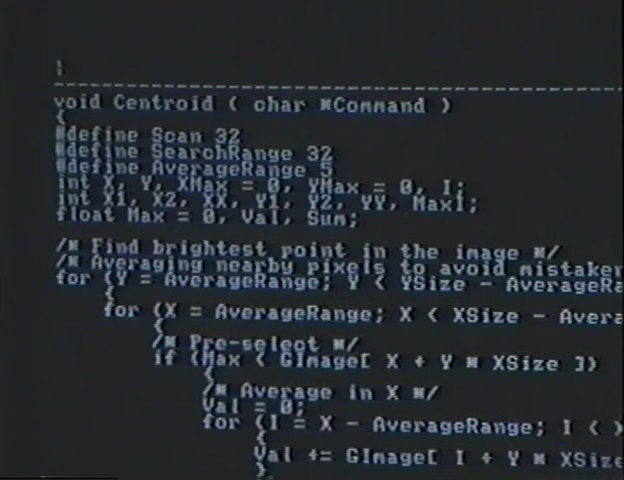 }
--------------------------------------------------
void Centroid ( char *Command )
{
#define Scan 32
#define SearchRange 32
#define AverageRange 5
int X, Y, XMax = 0, YMax = 0, I;
int X1, X2, XX, Y1, Y2, YY, MaxI;
float Max = 0, Val, Sum;
/* Find brightest point in the image */
/* Averaging nearby pixels to avoid mistaken
for (Y = AverageRange; Y < YSize - AverageRa
{
for (X = AverageRange; X < XSize - Avera
{
/* Pre-select */
if (Max < GImage[ X + Y * XSize ])
{
/* Average in X */
Val = 0;
for (I = X - AverageRange; I <
{
Val += GImage[ I + Y * XSize
}